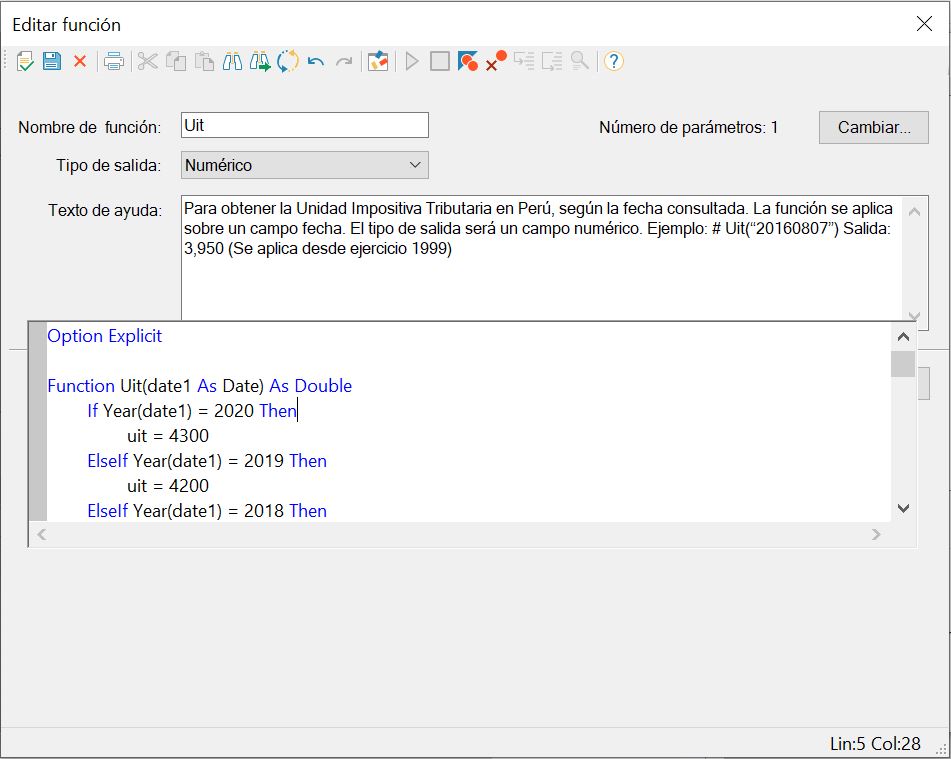 Editar función
Nombre de función: Uit
Número de parámetros: 1
Cambiar...
Tipo de salida: Numérico
Texto de ayuda: Para obtener la Unidad Impositiva Tributaria en Perú, según la fecha consultada. La función se aplica
sobre un campo fecha. El tipo de salida será un campo numérico. Ejemplo: # Uit(“20160807”) Salida:
3,950 (Se aplica desde ejercicio 1999)
Option Explicit
Function Uit(date1 As Date) As Double
If Year(date1) = 2020 Then
uit = 4300
ElseIf Year(date1) = 2019 Then
uit = 4200
ElseIf Year(date1) = 2018 Then
Lin:5 Col:28